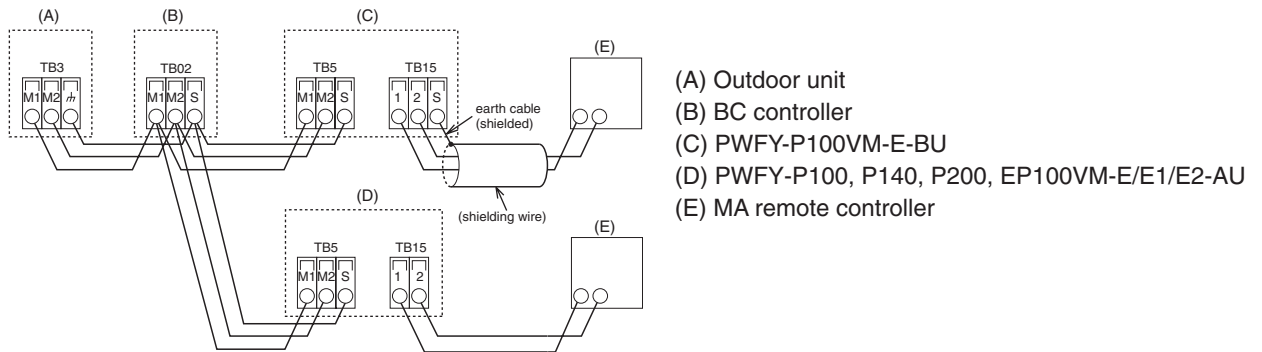 (A) (B) (C)
(E)
TB3 TB02 TB5 TB15
M1 M2 M1 M2 S M1 M2 S 1 2 S
earth cable
(shielded)
(A) Outdoor unit
(B) BC controller
(C) PWFY-P100VM-E-BU
(D) PWFY-P100, P140, P200, EP100VM-E/E1/E2-AU
(E) MA remote controller
(D)
(shielding wire)
(E)
TB5 TB15
M1 M2 S 1 2